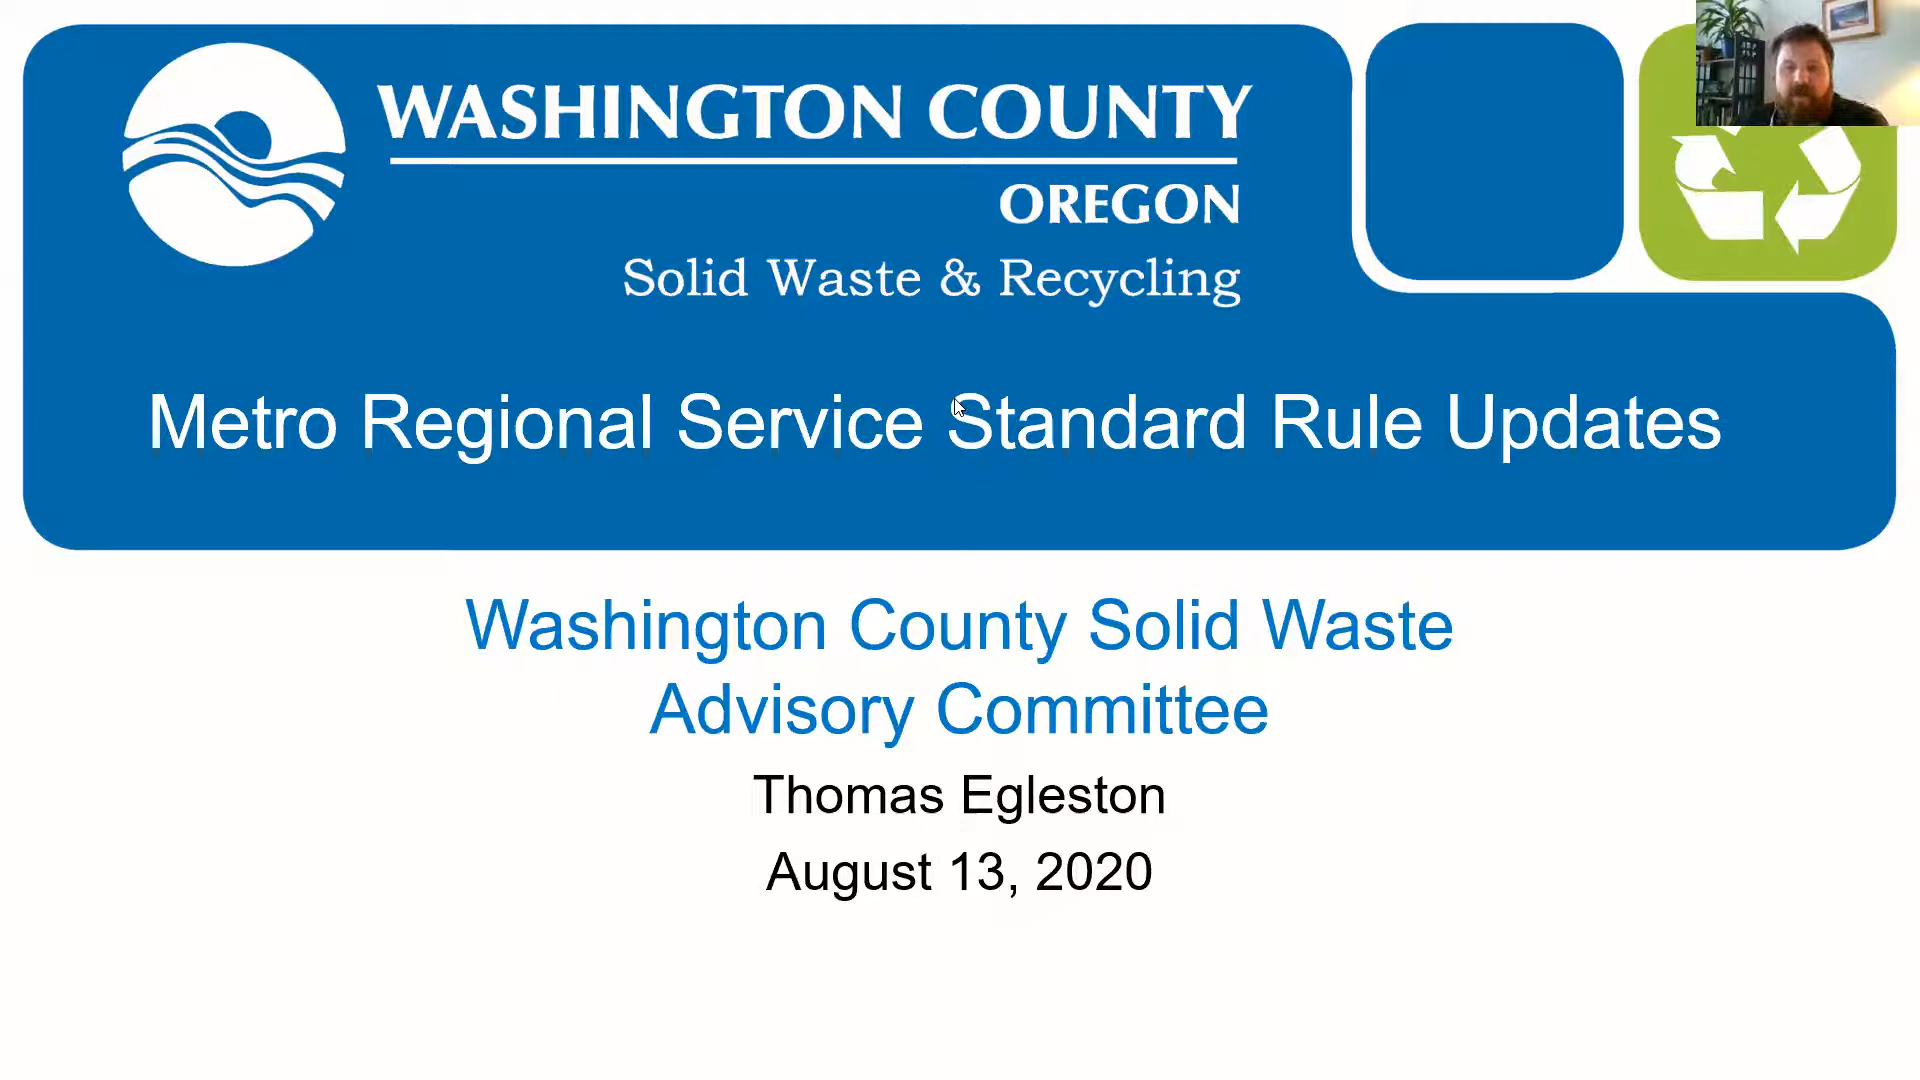 WASHINGTON COUNTY
OREGON
Solid Waste & Recycling
Metro Regional Service Standard Rule Updates
Washington County Solid Waste
Advisory Committee
Thomas Egleston
August 13, 2020